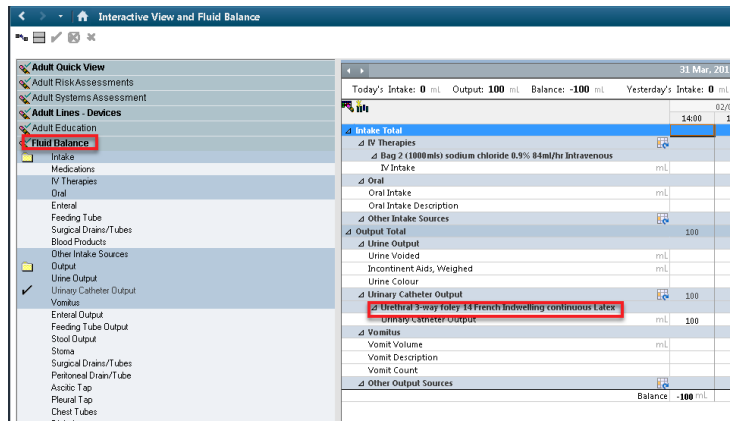 Interactive View and Fluid Balance
Adult Quick View
Adult RiskAssessments
Adult Systems Assessment
Adult Lines - Devices
Adult Education
Fluid Balance
Intake
Medications
IV Therapies
Oral
Enteral
Feeding Tube
Surgical Drains/Tubes
Blood Products
Other Intake Sources
Output
Urine Output
Urinary Catheter Output
Vomitus
Enteral Output
Feeding Tube Output
Stool Output
Stoma
Surgical Drains/Tubes
Peritoneal Drain/Tube
Ascitic Tap
Pleural Tap
Chest Tubes
31 Mar, 201
Today's Intake: 0 mL Output: 100 mL Balance: -100 mL Yesterday's Intake: 0 mL
02/0
14:00 1
Intake Total
IV Therapies
Bag 2 (1000mls) sodium chloride 0.9% 84ml/hr Intravenous
IV Intake mL
Oral
Oral Intake mL
Oral Intake Description
Other Intake Sources
Output Total 100
Urine Output
Urine Voided mL
Incontinent Aids, Weighed mL
Urine Colour
Urinary Catheter Output 100
Urethral 3-way foley 14 French Indwelling continuous Latex
Urinary Catheter Output mL 100
Vomitus
Vomit Volume mL
Vomit Description
Vomit Count
Other Output Sources
Balance -100 mL